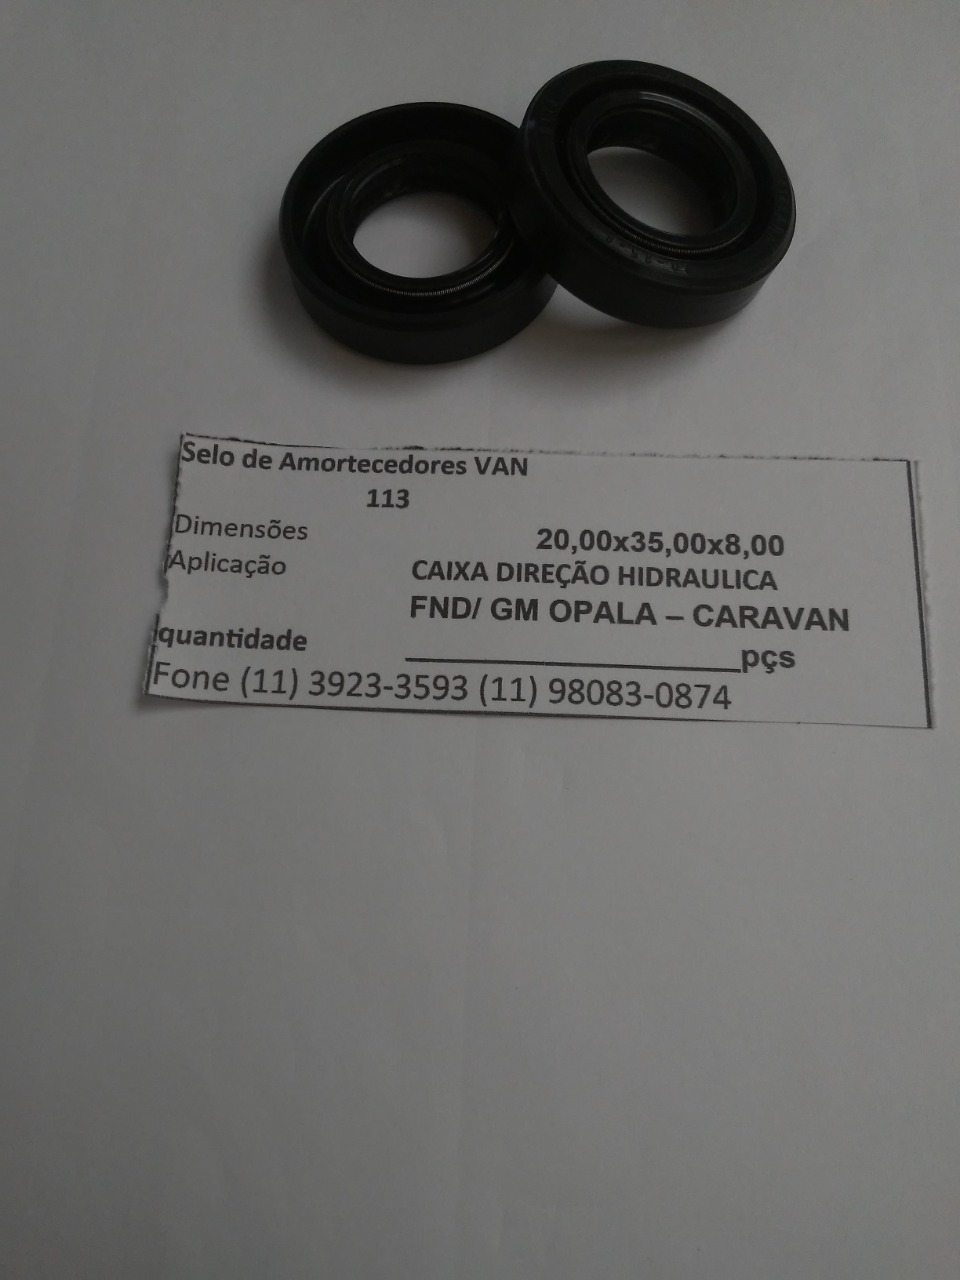 Selo de Amortecedores VAN
113
Dimensões 20,00x35,00x8,00
Aplicação CAIXA DIREÇÃO HIDRAULICA
FND/ GM OPALA – CARAVAN
quantidade ____________________pçs
Fone (11) 3923-3593 (11) 98083-0874